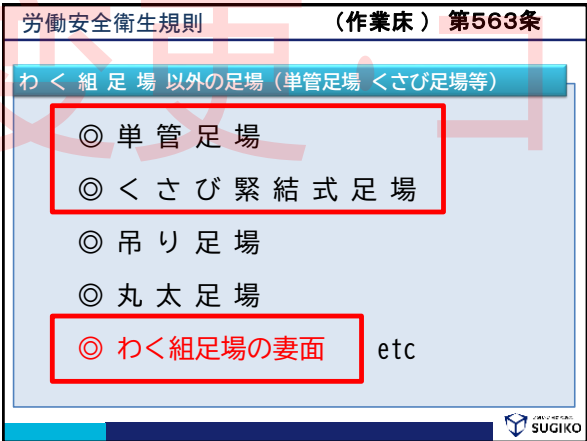 労働安全衛生規則 (作業床) 第563条
わく組足場以外の足場(単管足場 くさび足場等)
◎ 単管足場
◎ くさび緊結式足場
◎ 吊り足場
◎ 丸太足場
◎ わく組足場の妻面 etc
SUGIKO